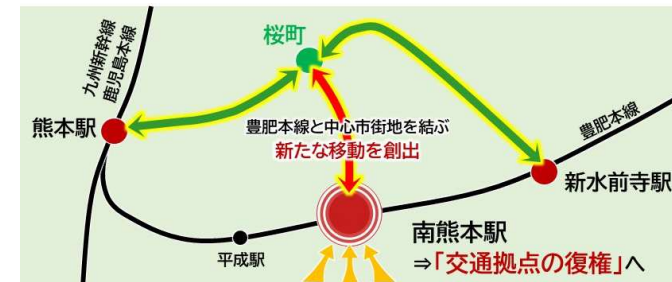 桜町
九州新幹線
鹿児島本線
熊本駅
豊肥本線と中心市街地を結ぶ
新たな移動を創出
豊肥本線
新水前寺駅
南熊本駅
平成駅
⇒「交通拠点の復権」へ